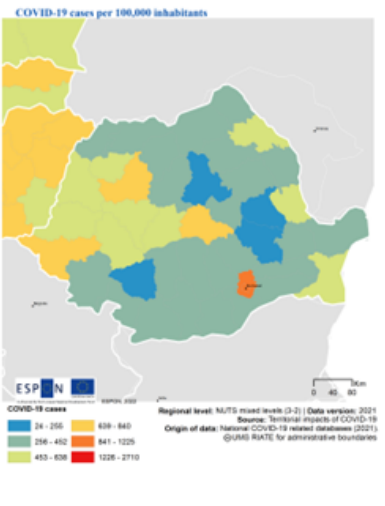 COVID-19 cases per 100,000 inhabitants
ESPON
ESPON, 2022
Km
0 40 80
COVID-19 cases
24 - 255
256 - 452
453 - 638
639 - 840
841 - 1225
1226 - 2710
Regional level: NUTS mixed levels (3-2) | Data version: 2021
Source: Territorial impacts of COVID-19
Origin of data: National COVID-19 related databases (2021)
@UMS RIATE for administrative boundaries